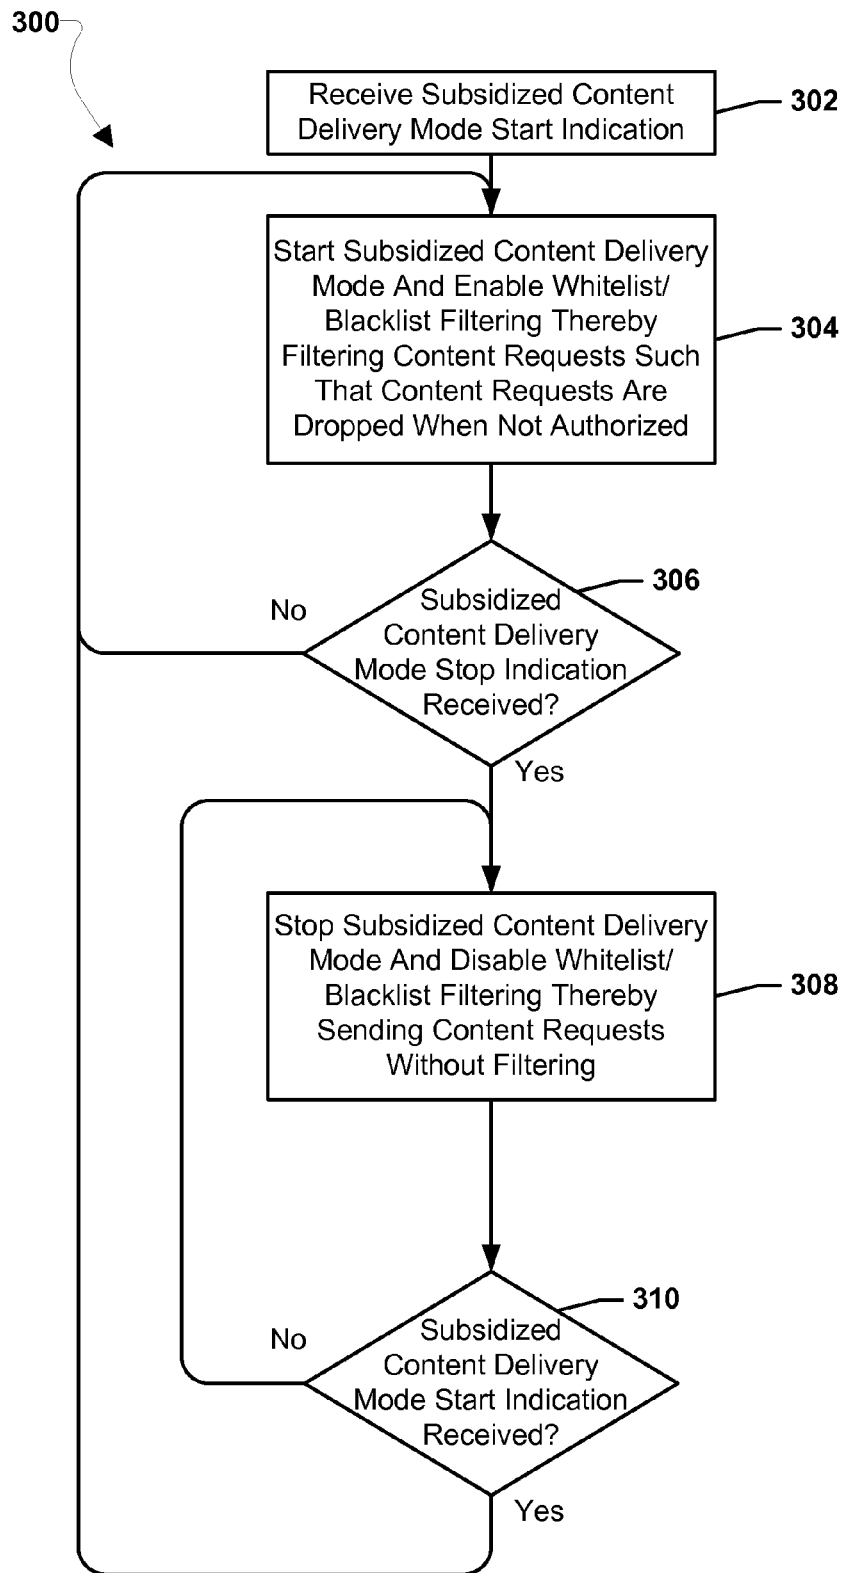 300
Receive Subsidized Content
Delivery Mode Start Indication
302
Start Subsidized Content Delivery
Mode And Enable Whitelist/
Blacklist Filtering Thereby
Filtering Content Requests Such
That Content Requests Are
Dropped When Not Authorized
304
Subsidized
Content Delivery
Mode Stop Indication
Received?
306
No
Yes
Stop Subsidized Content Delivery
Mode And Disable Whitelist/
Blacklist Filtering Thereby
Sending Content Requests
Without Filtering
308
Subsidized
Content Delivery
Mode Start Indication
Received?
310
No
Yes